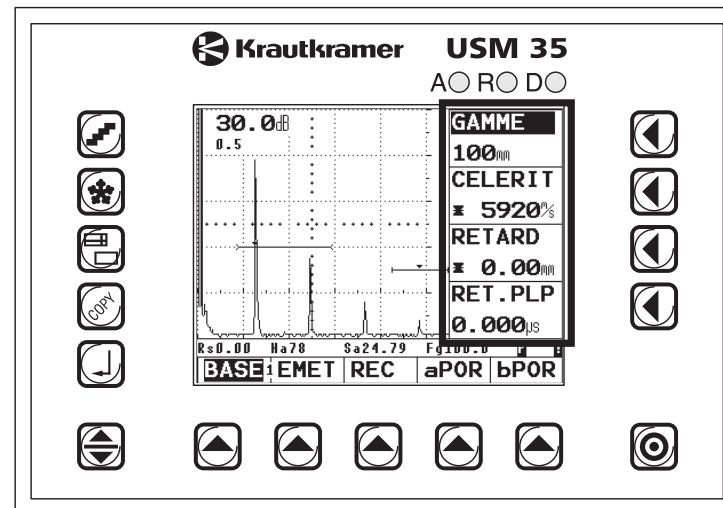 Krautkramer USM 35
A R D
30.0dB
0.5
GAMME
100mm
CELERIT
5920m/s
RETARD
0.00mm
RET.PLP
0.000µs
COPY
Rs0.00 Ha78 Sa24.79
BASE 1 EMET REC aPOR bPOR